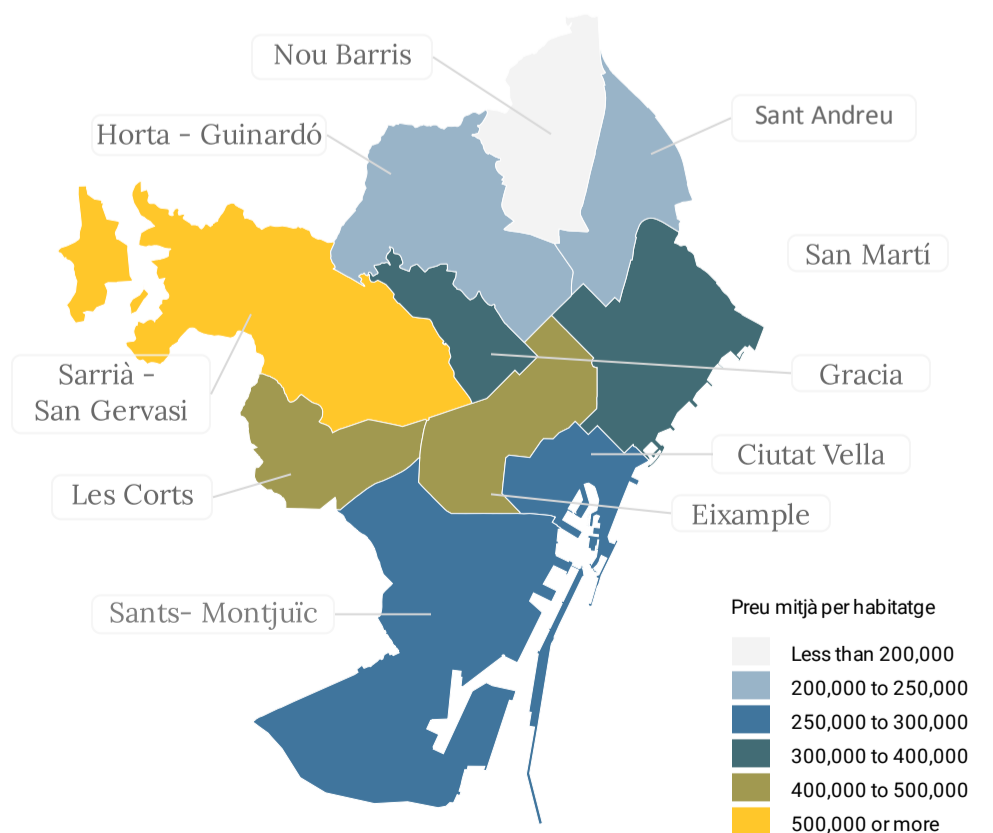 Nou Barris
Sant Andreu
Horta - Guinardó
San Martí
Sarrià -
San Gervasi
Gracia
Ciutat Vella
Les Corts
Eixample
Sants- Montjuïc
Preu mitjà per habitatge
Less than 200,000
200,000 to 250,000
250,000 to 300,000
300,000 to 400,000
400,000 to 500,000
500,000 or more